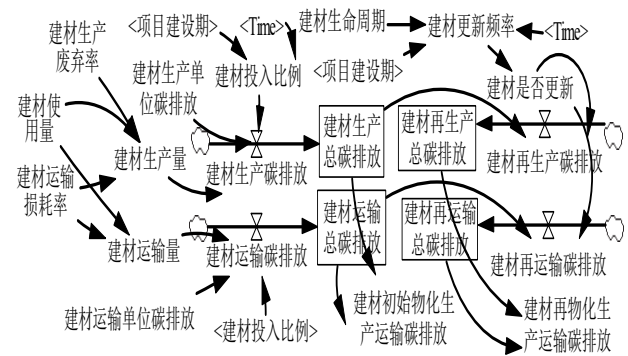 建材生产
废弃率
<项目建设期>
<Time>
建材生命周期
建材更新频率
<Time>
建材生产单
位碳排放
建材投入比例
<项目建设期>
建材是否更新
建材使
用量
建材生产量
建材生产碳排放
建材生产
总碳排放
建材再生产
总碳排放
建材再生产碳排放
建材运输
损耗率
建材运输量
建材运输碳排放
建材运输
总碳排放
建材再运输
总碳排放
建材再运输碳排放
建材运输单位碳排放
<建材投入比例>
建材初始物化生
产运输碳排放
建材再物化生
产运输碳排放